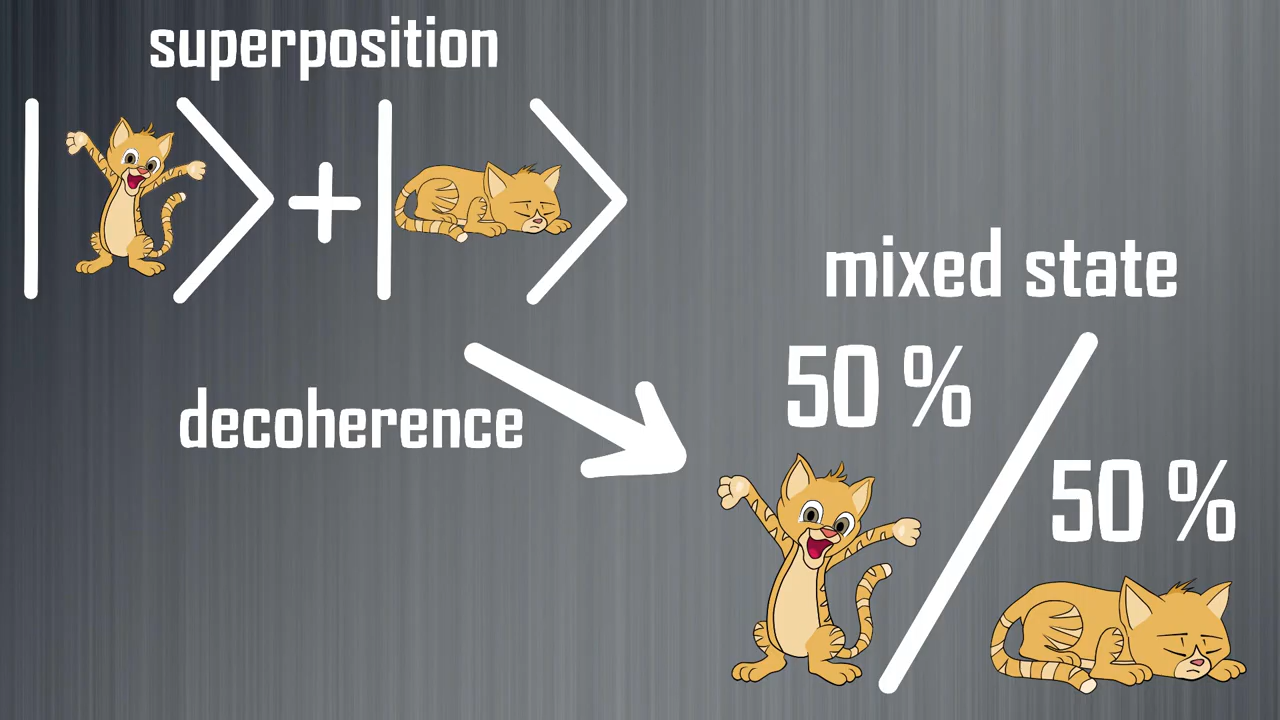 superposition
| ⟩ + | ⟩
decoherence
mixed state
50 %
50 %